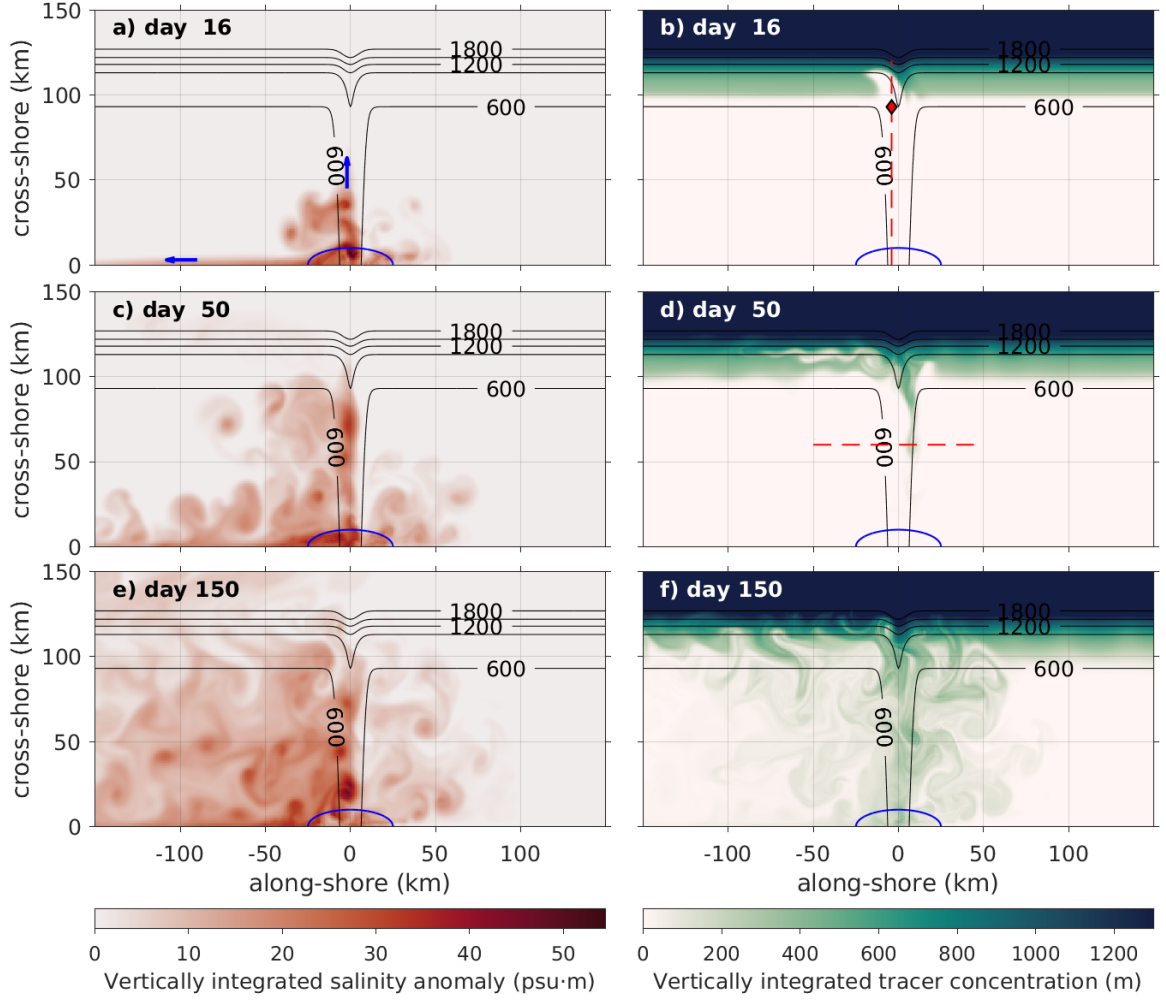 150
a) day 16
1800
1200
100
600
600
50
0
cross-shore (km)
b) day 16
1800
1200
600
600
150
c) day 50
1800
1200
100
600
600
50
0
cross-shore (km)
d) day 50
1800
1200
600
600
150
e) day 150
1800
1200
100
600
600
50
0
cross-shore (km)
-100 -50 0 50 100
along-shore (km)
f) day 150
1800
1200
600
600
-100 -50 0 50 100
along-shore (km)
0 10 20 30 40 50
Vertically integrated salinity anomaly (psu·m)
0 200 400 600 800 1000 1200
Vertically integrated tracer concentration (m)